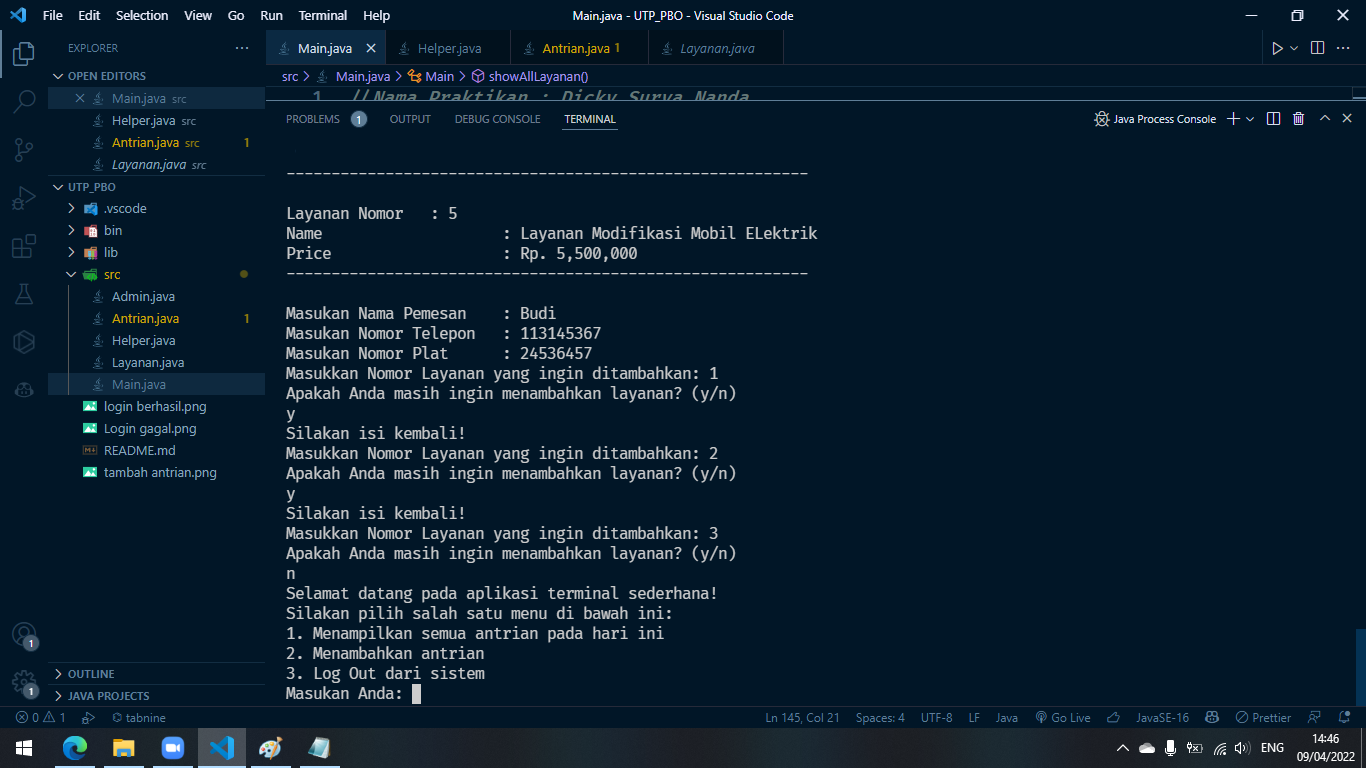 File Edit Selection View Go Run Terminal Help
Main.java - UTP_PBO - Visual Studio Code
EXPLORER
OPEN EDITORS
Main.java src
Helper.java src
Antrian.java src 1
Layanan.java src
UTP_PBO
.vscode
bin
lib
src
Admin.java
Antrian.java 1
Helper.java
Layanan.java
Main.java
login berhasil.png
Login gagal.png
README.md
tambah antrian.png
OUTLINE
JAVA PROJECTS
1
1
Main.java Helper.java Antrian.java 1 Layanan.java
src > Main.java > Main > showAllLayanan()
1 //Nama Praktikan : Dicky Surya Nanda
PROBLEMS 1 OUTPUT DEBUG CONSOLE TERMINAL
Java Process Console
----------------------------------------------------------
Layanan Nomor : 5
Name : Layanan Modifikasi Mobil ELektrik
Price : Rp. 5,500,000
----------------------------------------------------------
Masukan Nama Pemesan : Budi
Masukan Nomor Telepon : 113145367
Masukan Nomor Plat : 24536457
Masukkan Nomor Layanan yang ingin ditambahkan: 1
Apakah Anda masih ingin menambahkan layanan? (y/n)
y
Silakan isi kembali!
Masukkan Nomor Layanan yang ingin ditambahkan: 2
Apakah Anda masih ingin menambahkan layanan? (y/n)
y
Silakan isi kembali!
Masukkan Nomor Layanan yang ingin ditambahkan: 3
Apakah Anda masih ingin menambahkan layanan? (y/n)
n
Selamat datang pada aplikasi terminal sederhana!
Silakan pilih salah satu menu di bawah ini:
1. Menampilkan semua antrian pada hari ini
2. Menambahkan antrian
3. Log Out dari sistem
Masukan Anda:
0 1 tabnine
Ln 145, Col 21 Spaces: 4 UTF-8 LF Java Go Live JavaSE-16 Prettier
ENG
14:46
09/04/2022